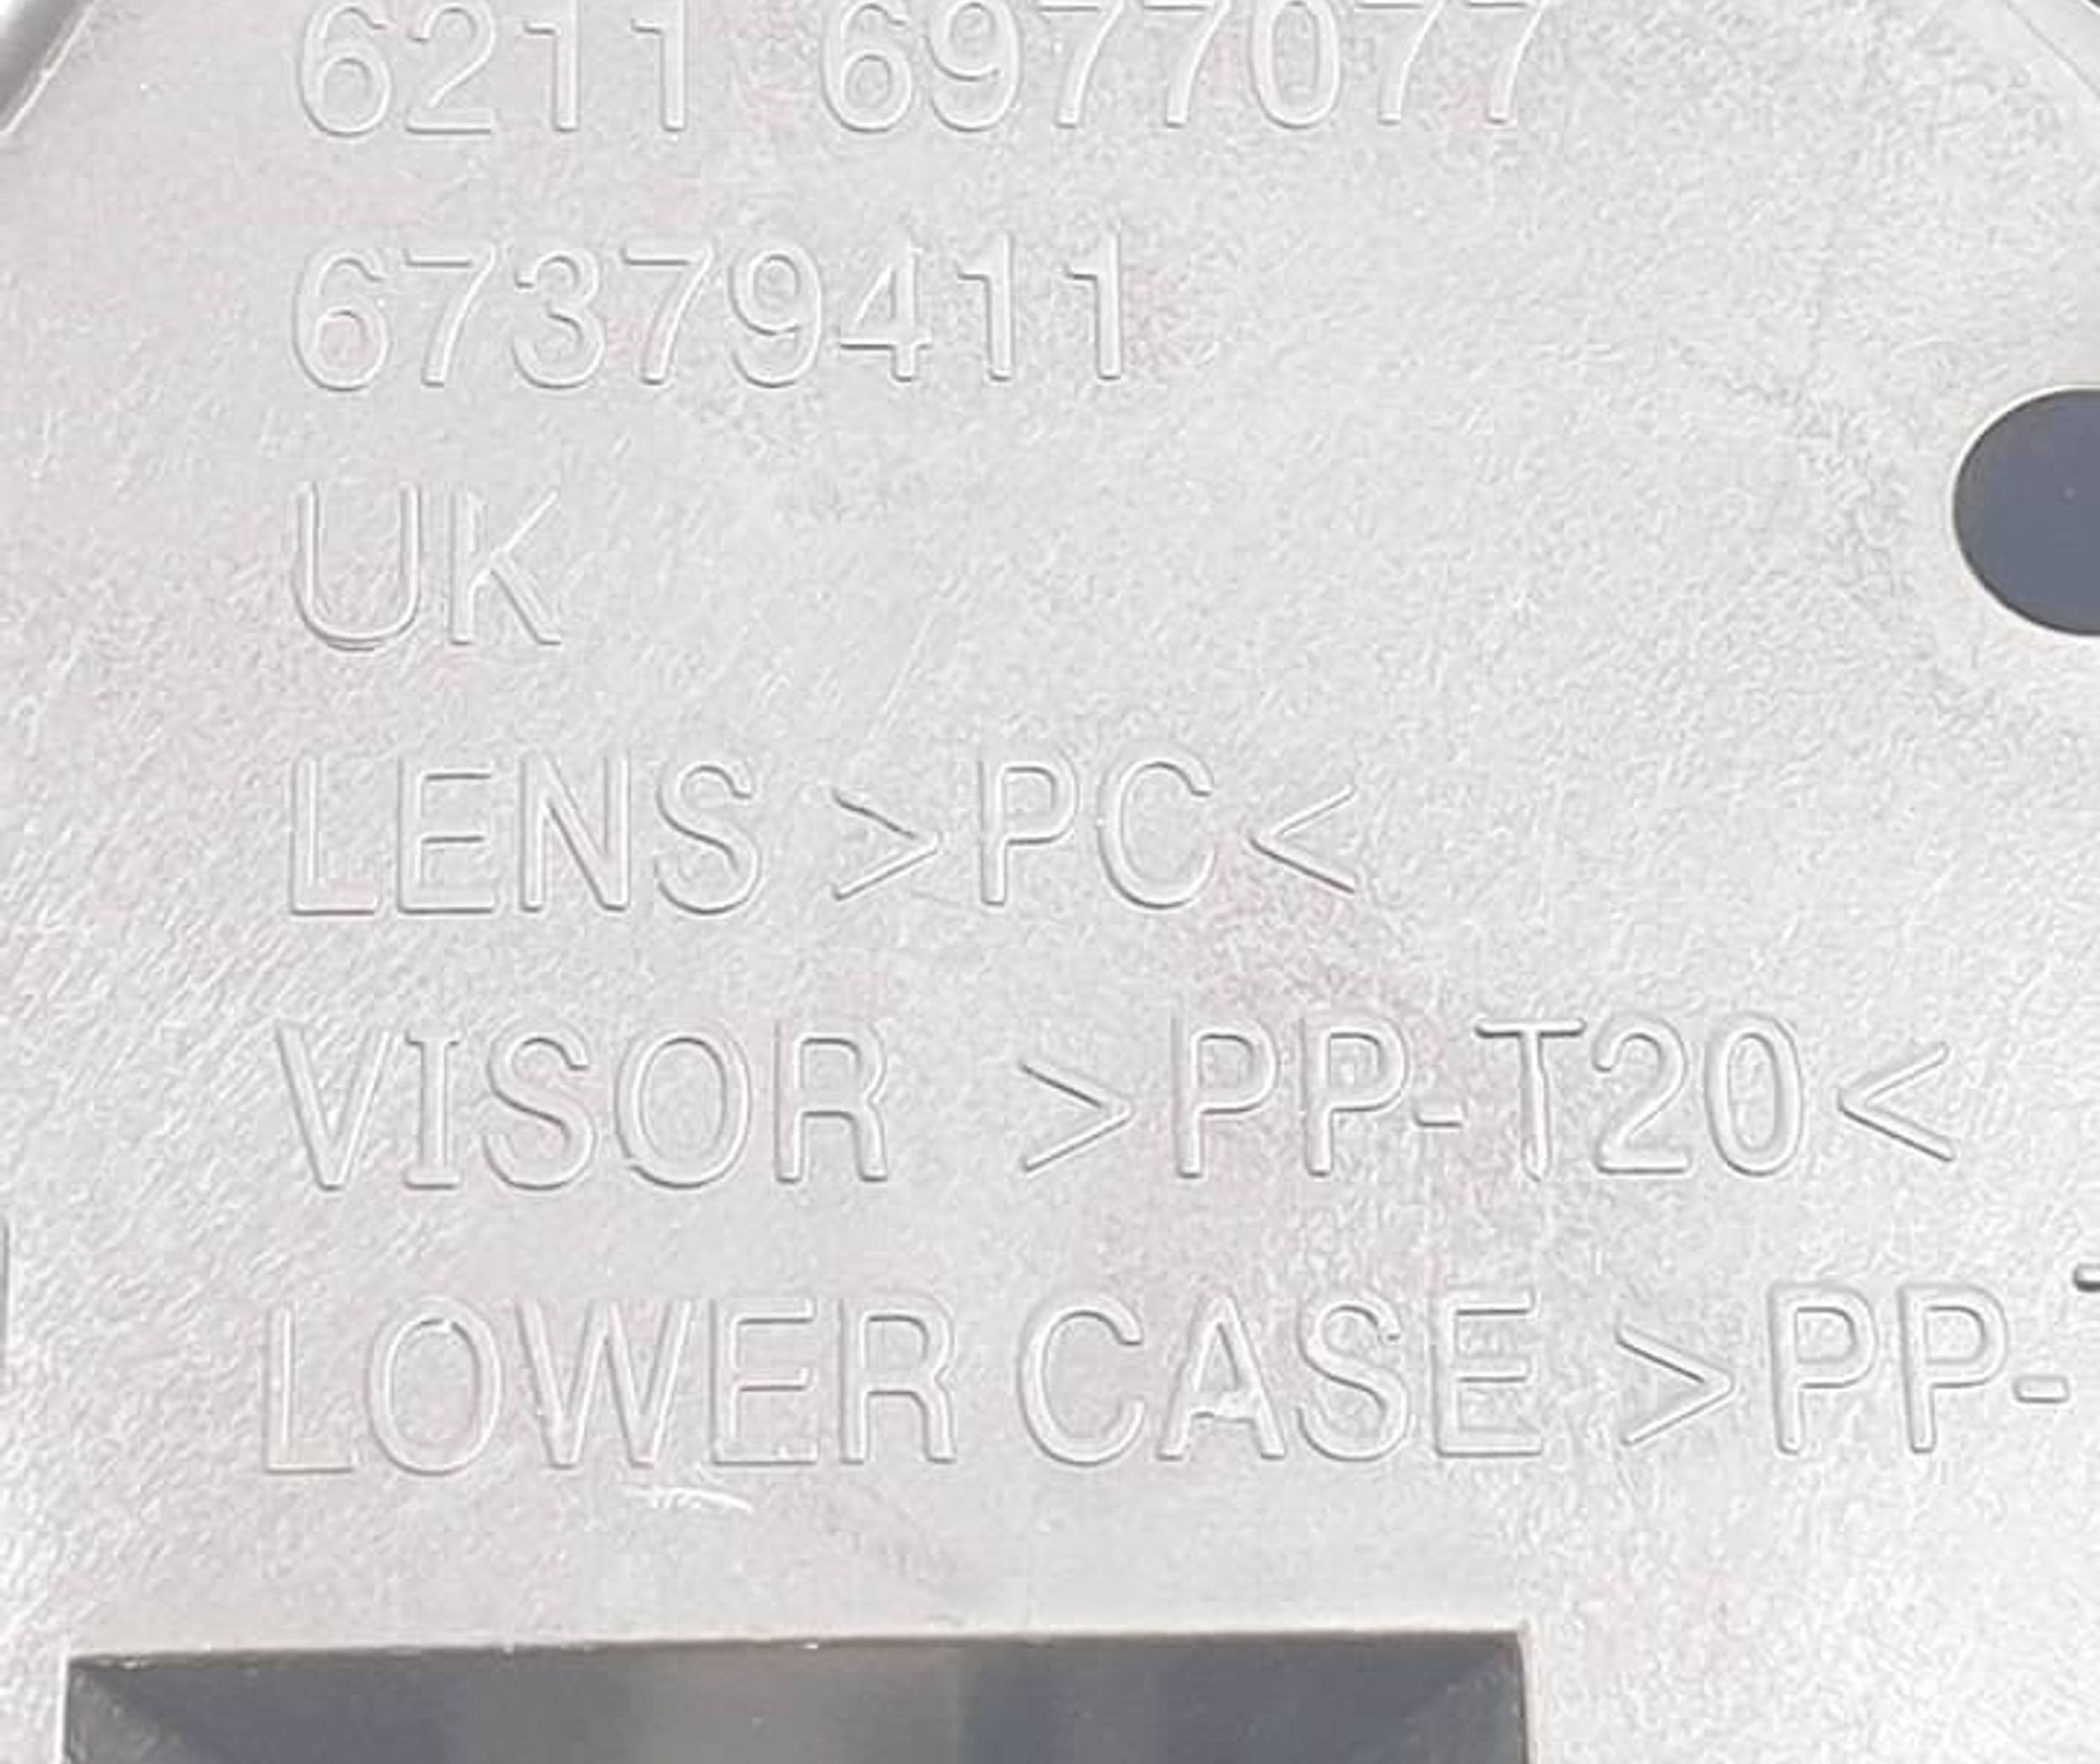 6211 6977077
67379411
UK
LENS >PC<
VISOR >PP-T20<
LOWER CASE >PP-